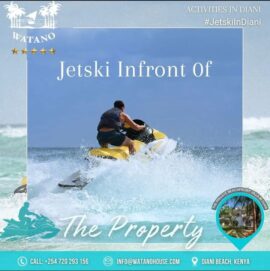 WATANO
ACTIVITIES IN DIANI
#JetskiInDiani
Jetski Infront Of
The Property
CALL: +254 720 293 156
INFO@WATANOHOUSE.COM
DIANI BEACH, KENYA